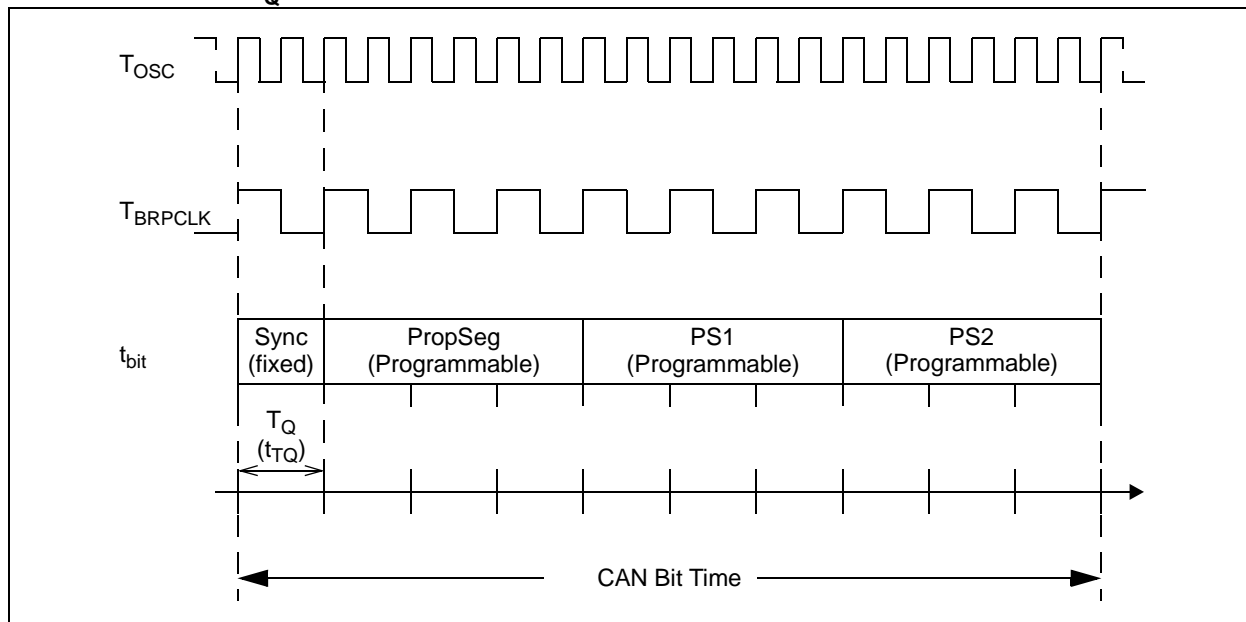 Q
TOSC
TBRPCLK
tbit
Sync
(fixed)
PropSeg
(Programmable)
PS1
(Programmable)
PS2
(Programmable)
TQ
(tTQ)
CAN Bit Time